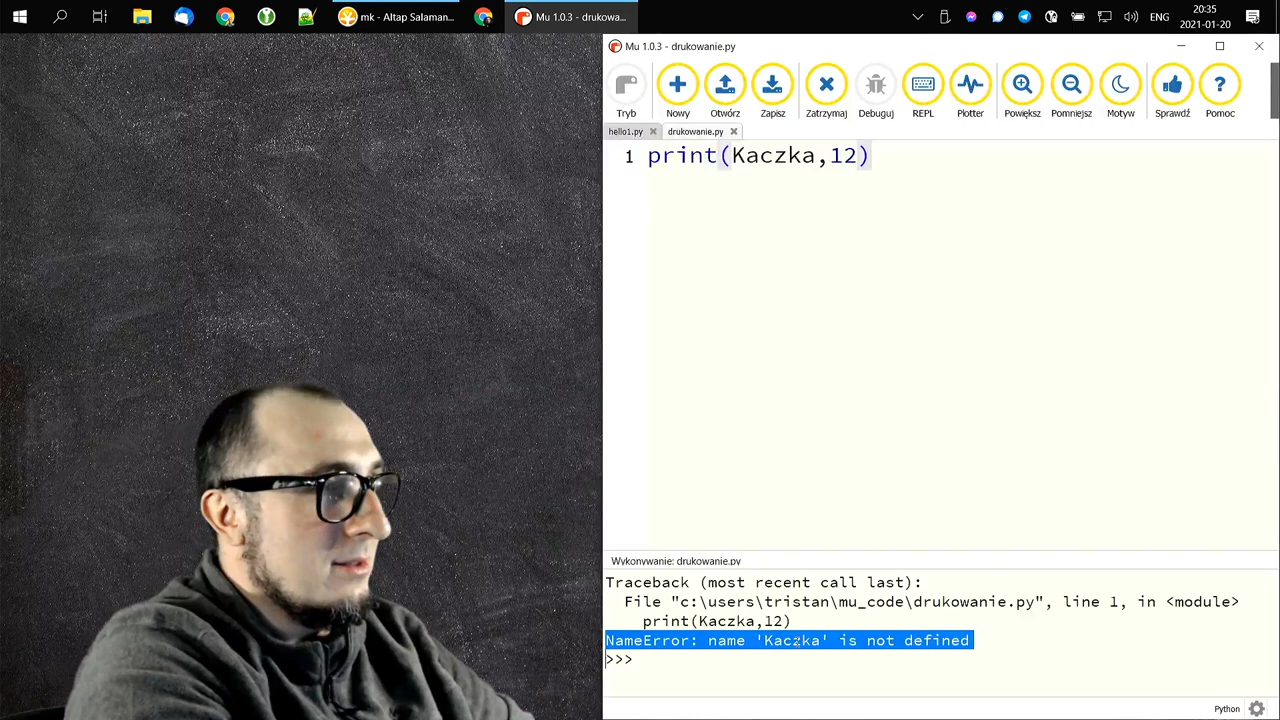 mk - Altap Salaman...
Mu 1.0.3 - drukowa...
ENG
20:35
2021-01-20
Mu 1.0.3 - drukowanie.py
Tryb
Nowy
Otwórz
Zapisz
Zatrzymaj
Debuguj
REPL
Plotter
Powiększ
Pomniejsz
Motyw
Sprawdź
Pomoc
hello1.py
drukowanie.py
1 print(Kaczka,12)
Wykonywanie: drukowanie.py
Traceback (most recent call last):
File "c:\users\tristan\mu_code\drukowanie.py", line 1, in <module>
print(Kaczka,12)
NameError: name 'Kaczka' is not defined
>>>
Python